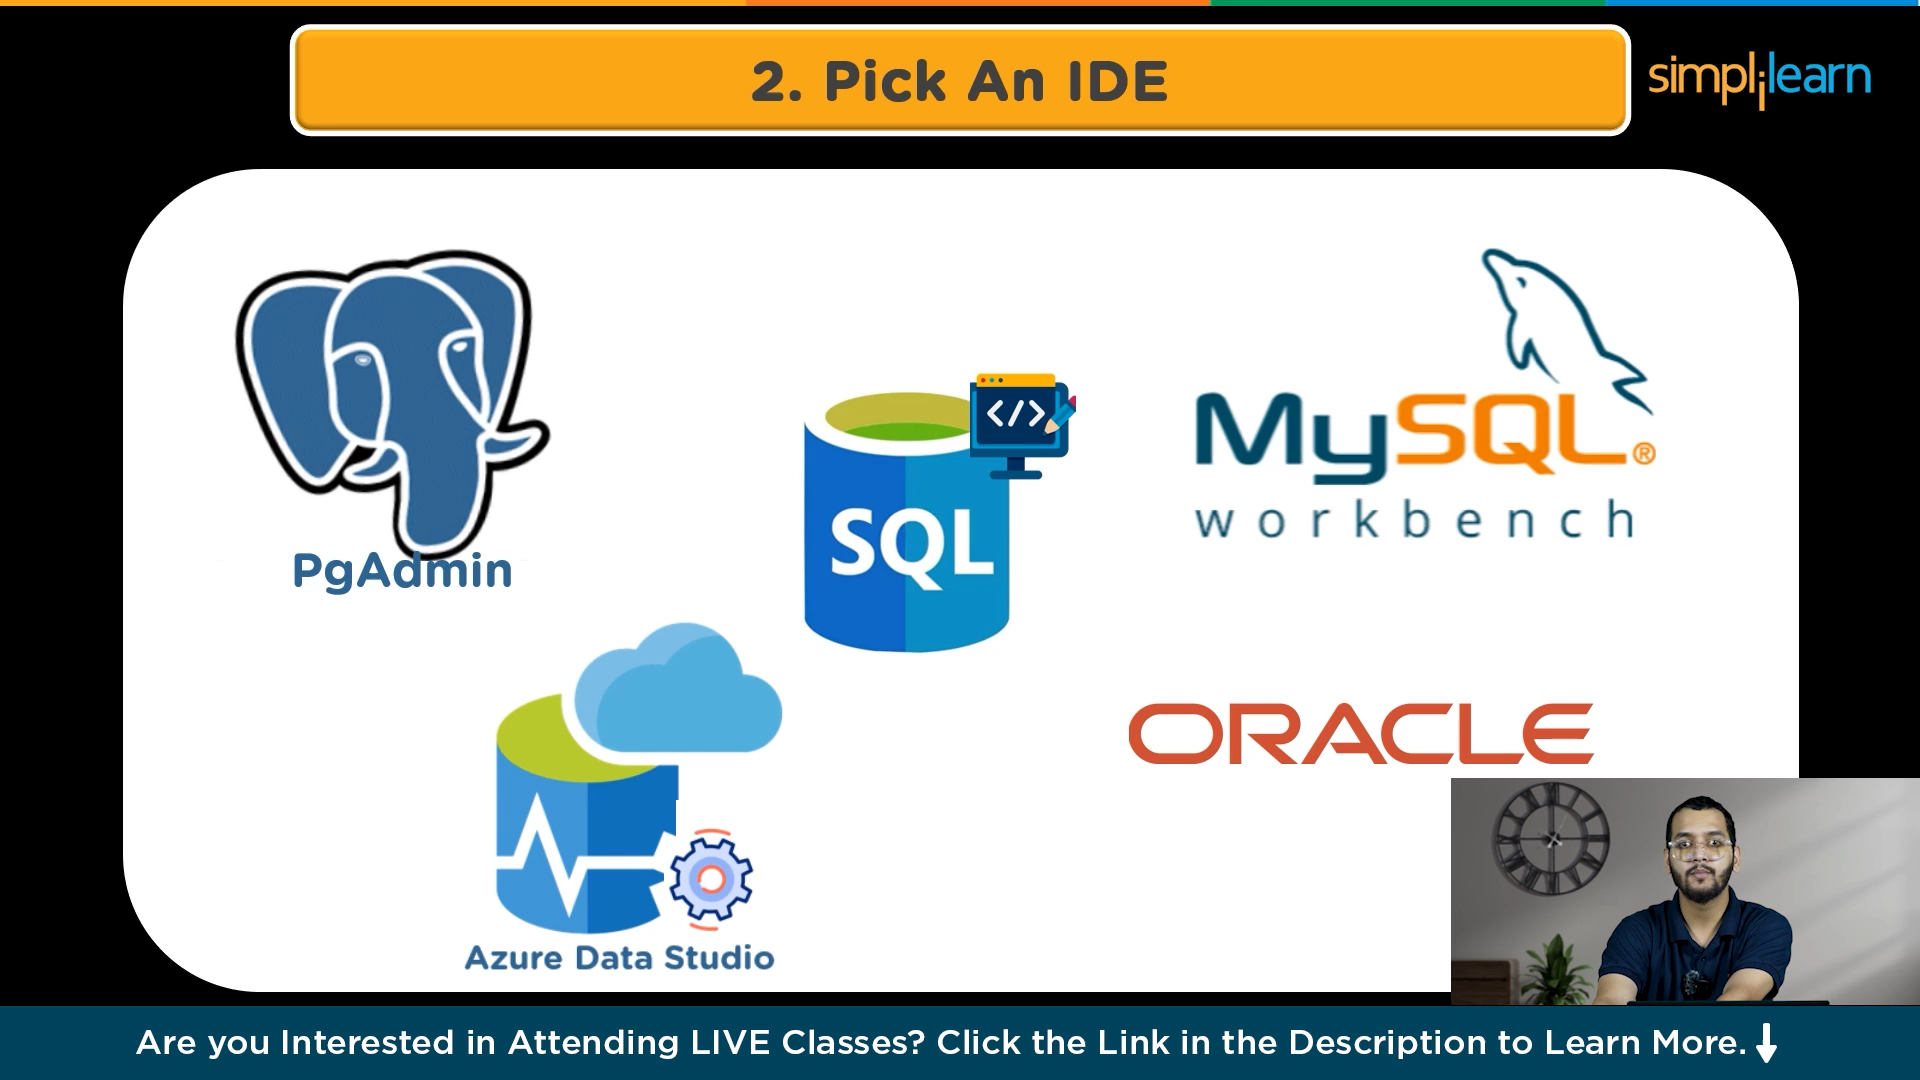 2. Pick An IDE
simplilearn
PgAdmin
</>
SQL
MySQL®
workbench
ORACLE
Azure Data Studio
Are you Interested in Attending LIVE Classes? Click the Link in the Description to Learn More.